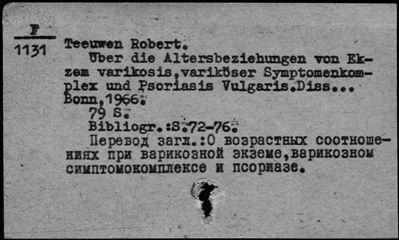 F
1131
Teeuwen Robert.
Über die Altersbeziehungen von Ek-
zem varikosis,variköser Symptomenkom-
plex und Psoriasis Vulgaris.Diss...
Bonn,1966.
79 S.
Bibliogr.:S.72-76.
Перевод загл.:О возрастных соотноше-
ниях при варикозной экземе,варикозном
симптомокомплексе и псориазе.